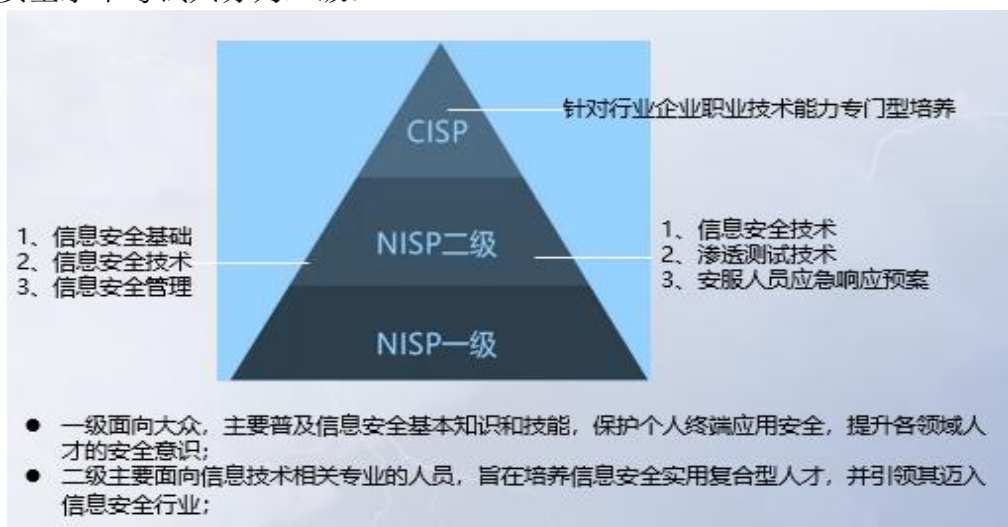 针对行业企业职业技术能力专门型培养
CISP
1、信息安全基础
2、信息安全技术
3、信息安全管理
NISP二级
1、信息安全技术
2、渗透测试技术
3、安服人员应急响应预案
NISP一级
● 一级面向大众，主要普及信息安全基本知识和技能，保护个人终端应用安全，提升各领域人
才的安全意识；
● 二级主要面向信息技术相关专业的人员，旨在培养信息安全实用复合型人才，并引领其迈入
信息安全行业；